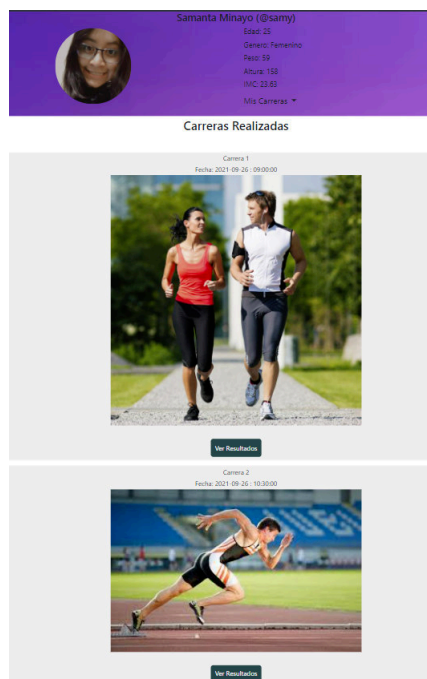 Samanta Minayo (@samy)
Edad: 25
Genero: Femenino
Peso: 59
Altura: 158
IMC: 23.63
Mis Carreras
Carreras Realizadas
Carrera 1
Fecha: 2021-09-26 : 09:00:00
Ver Resultados
Carrera 2
Fecha: 2021-09-26 : 10:30:00
Ver Resultados